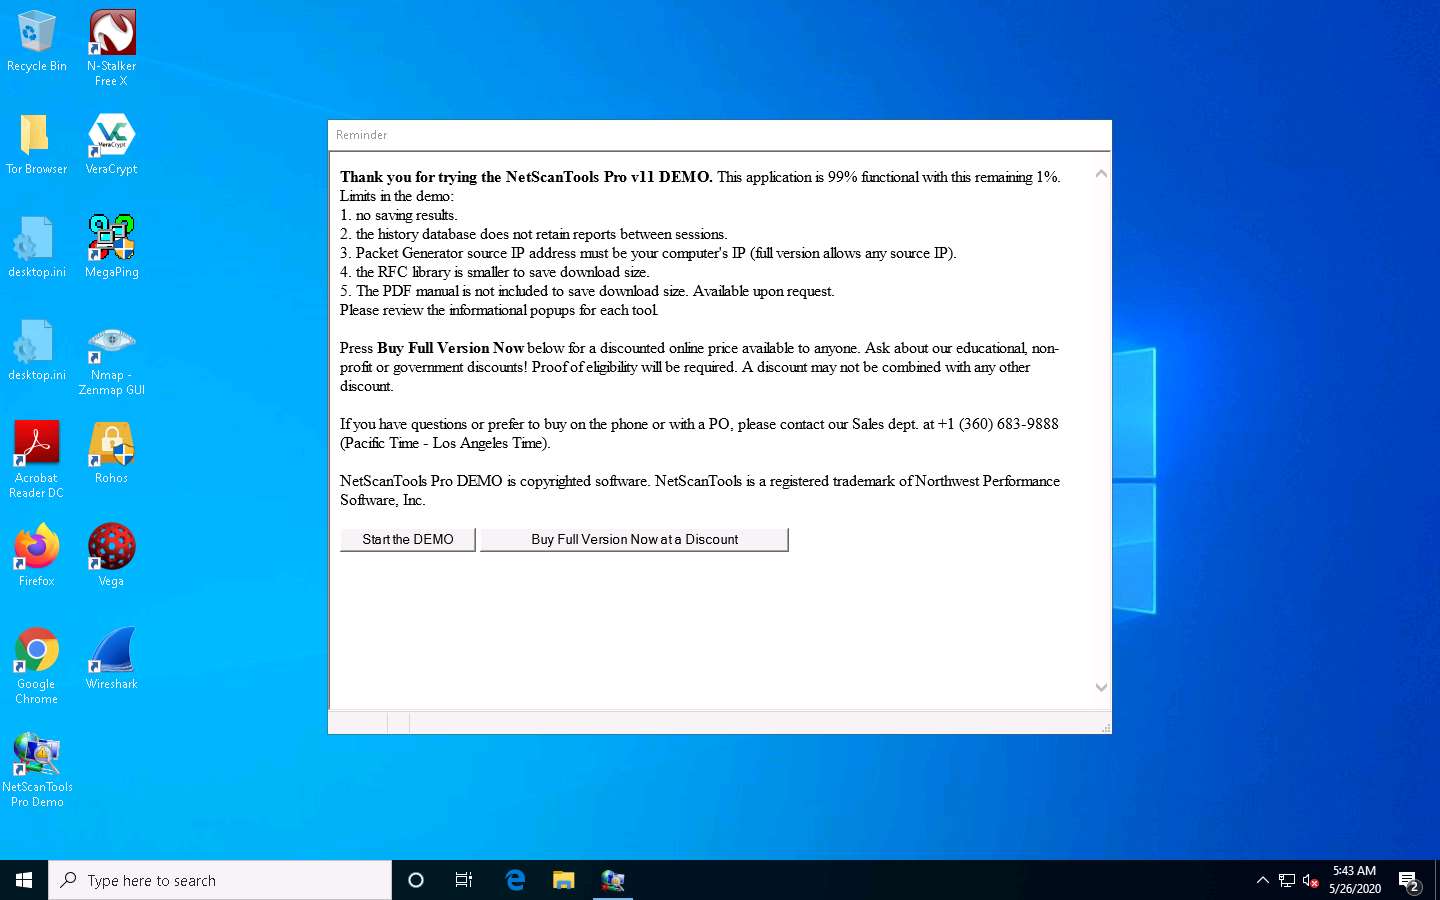 Recycle Bin
N-Stalker
Free X
Tor Browser
VeraCrypt
VeraCrypt
desktop.ini
MegaPing
desktop.ini
Nmap -
Zenmap GUI
Acrobat
Reader DC
Rohos
Firefox
Vega
Google
Chrome
Wireshark
NetScanTools
Pro Demo
Reminder
Thank you for trying the NetScanTools Pro v11 DEMO. This application is 99% functional with this remaining 1%.
Limits in the demo:
1. no saving results.
2. the history database does not retain reports between sessions.
3. Packet Generator source IP address must be your computer's IP (full version allows any source IP).
4. the RFC library is smaller to save download size.
5. The PDF manual is not included to save download size. Available upon request.
Please review the informational popups for each tool.
Press Buy Full Version Now below for a discounted online price available to anyone. Ask about our educational, non-
profit or government discounts! Proof of eligibility will be required. A discount may not be combined with any other
discount.
If you have questions or prefer to buy on the phone or with a PO, please contact our Sales dept. at +1 (360) 683-9888
(Pacific Time - Los Angeles Time).
NetScanTools Pro DEMO is copyrighted software. NetScanTools is a registered trademark of Northwest Performance
Software, Inc.
Start the DEMO
Buy Full Version Now at a Discount
Type here to search
5:43 AM
5/26/2020
2